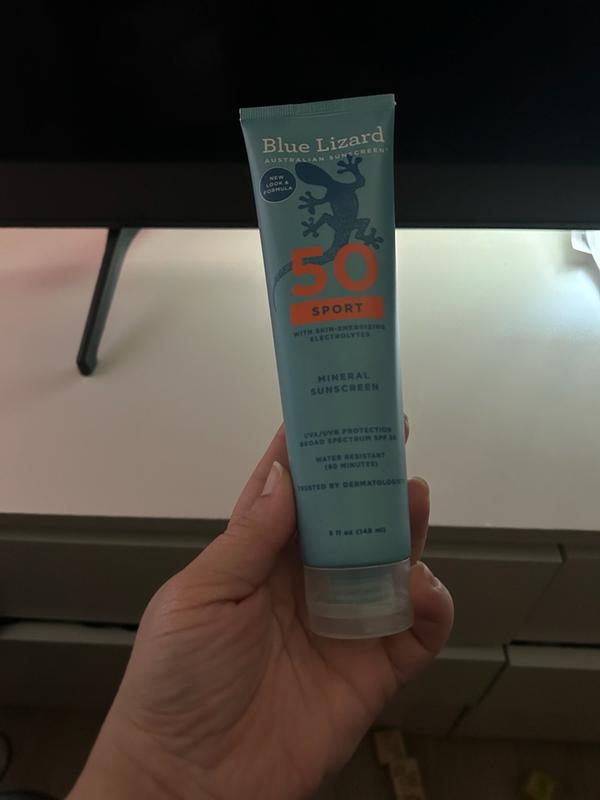 Blue Lizard
AUSTRALIAN SUNSCREEN
NEW
LOOK &
FORMULA
50
SPORT
WITH SKIN-ENERGIZING
ELECTROLYTES
MINERAL
SUNSCREEN
UVA/UVB PROTECTION
BROAD SPECTRUM SPF 50
WATER RESISTANT
(80 MINUTES)
TRUSTED BY DERMATOLOGISTS
5 fl oz (148 ml)